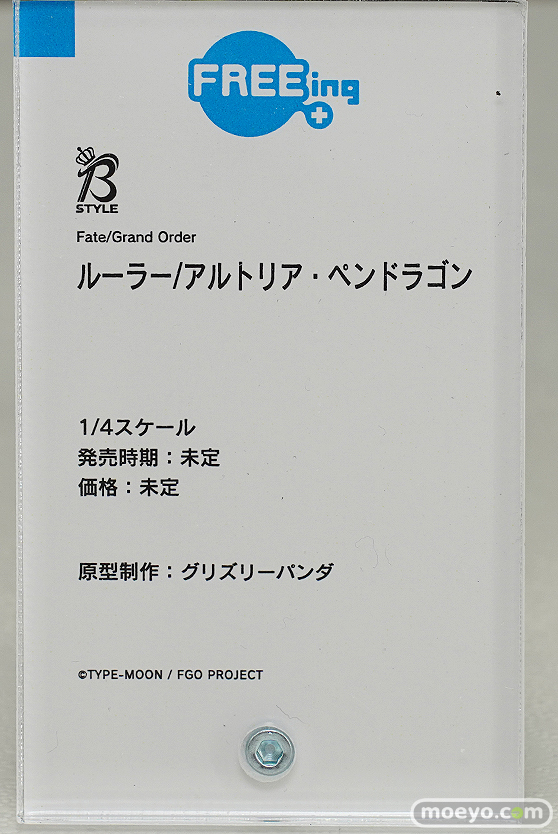 FREEing
B
STYLE
Fate/Grand Order
ルーラー/アルトリア・ペンドラゴン
1/4スケール
発売時期：未定
価格：未定
原型制作：グリズリーパンダ
©TYPE-MOON / FGO PROJECT
moeyo.com